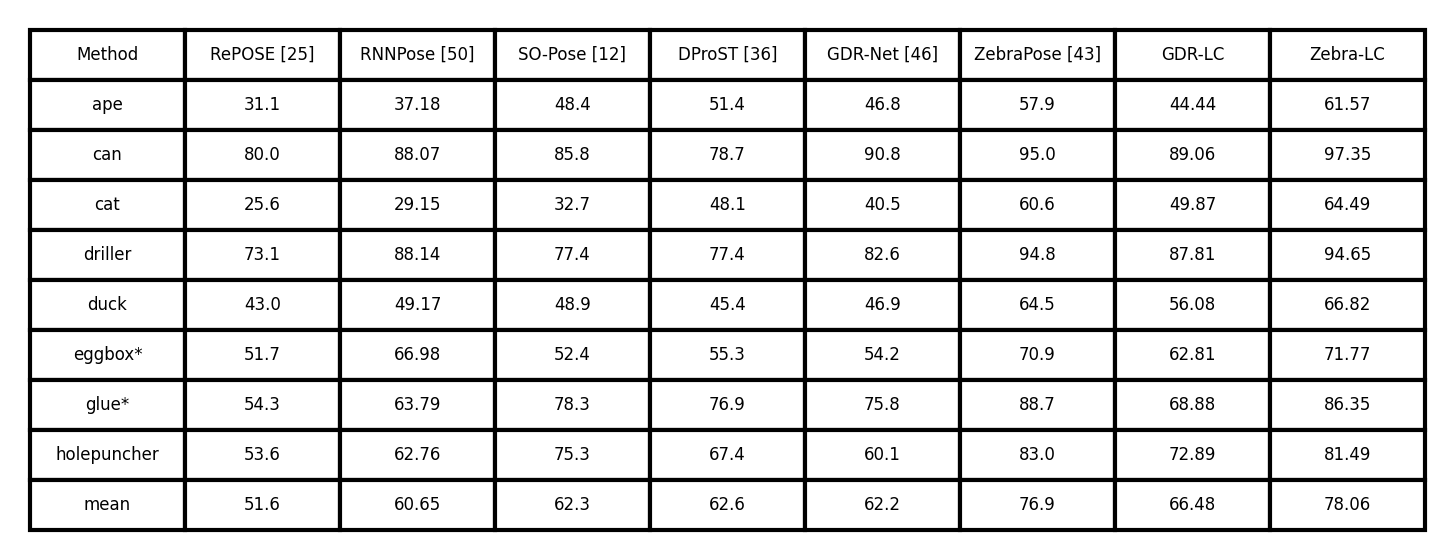 Method RePOSE [25] RNNPose [50] SO-Pose [12] DProST [36] GDR-Net [46] ZebraPose [43] GDR-LC Zebra-LC
ape 31.1 37.18 48.4 51.4 46.8 57.9 44.44 61.57
can 80.0 88.07 85.8 78.7 90.8 95.0 89.06 97.35
cat 25.6 29.15 32.7 48.1 40.5 60.6 49.87 64.49
driller 73.1 88.14 77.4 77.4 82.6 94.8 87.81 94.65
duck 43.0 49.17 48.9 45.4 46.9 64.5 56.08 66.82
eggbox* 51.7 66.98 52.4 55.3 54.2 70.9 62.81 71.77
glue* 54.3 63.79 78.3 76.9 75.8 88.7 68.88 86.35
holepuncher 53.6 62.76 75.3 67.4 60.1 83.0 72.89 81.49
mean 51.6 60.65 62.3 62.6 62.2 76.9 66.48 78.06